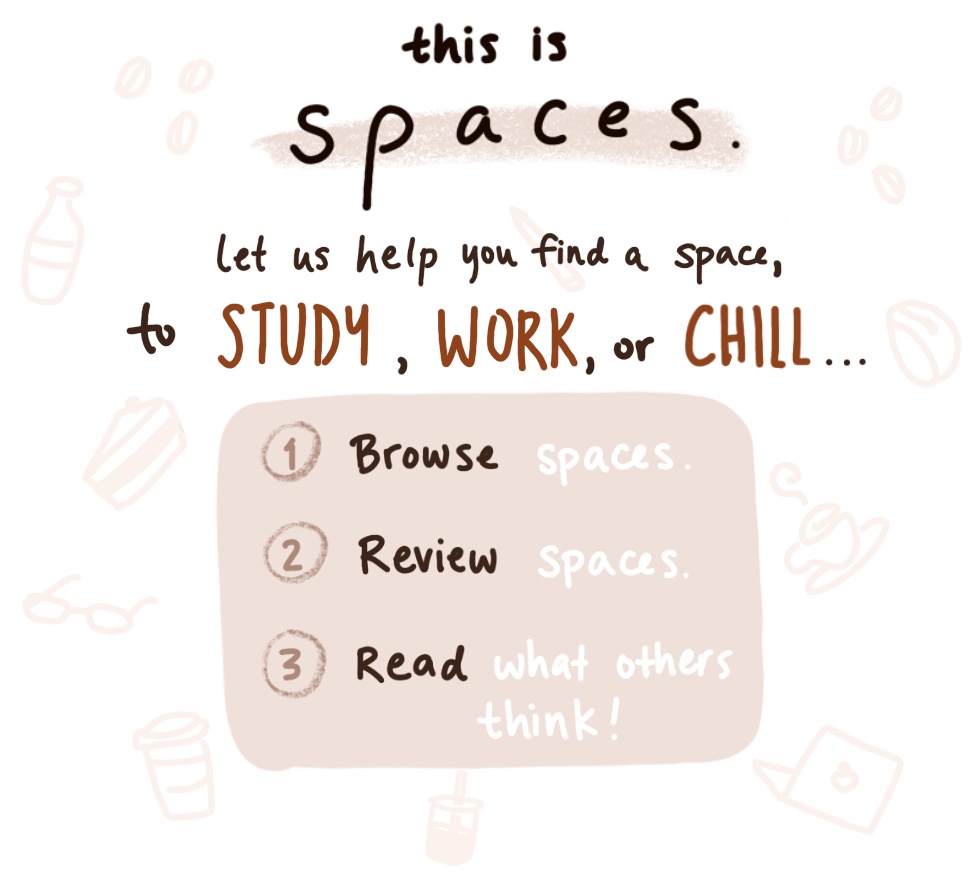 this is
spaces.
let us help you find a space,
to STUDY, WORK, or CHILL...
1 Browse spaces.
2 Review spaces.
3 Read what others
think!